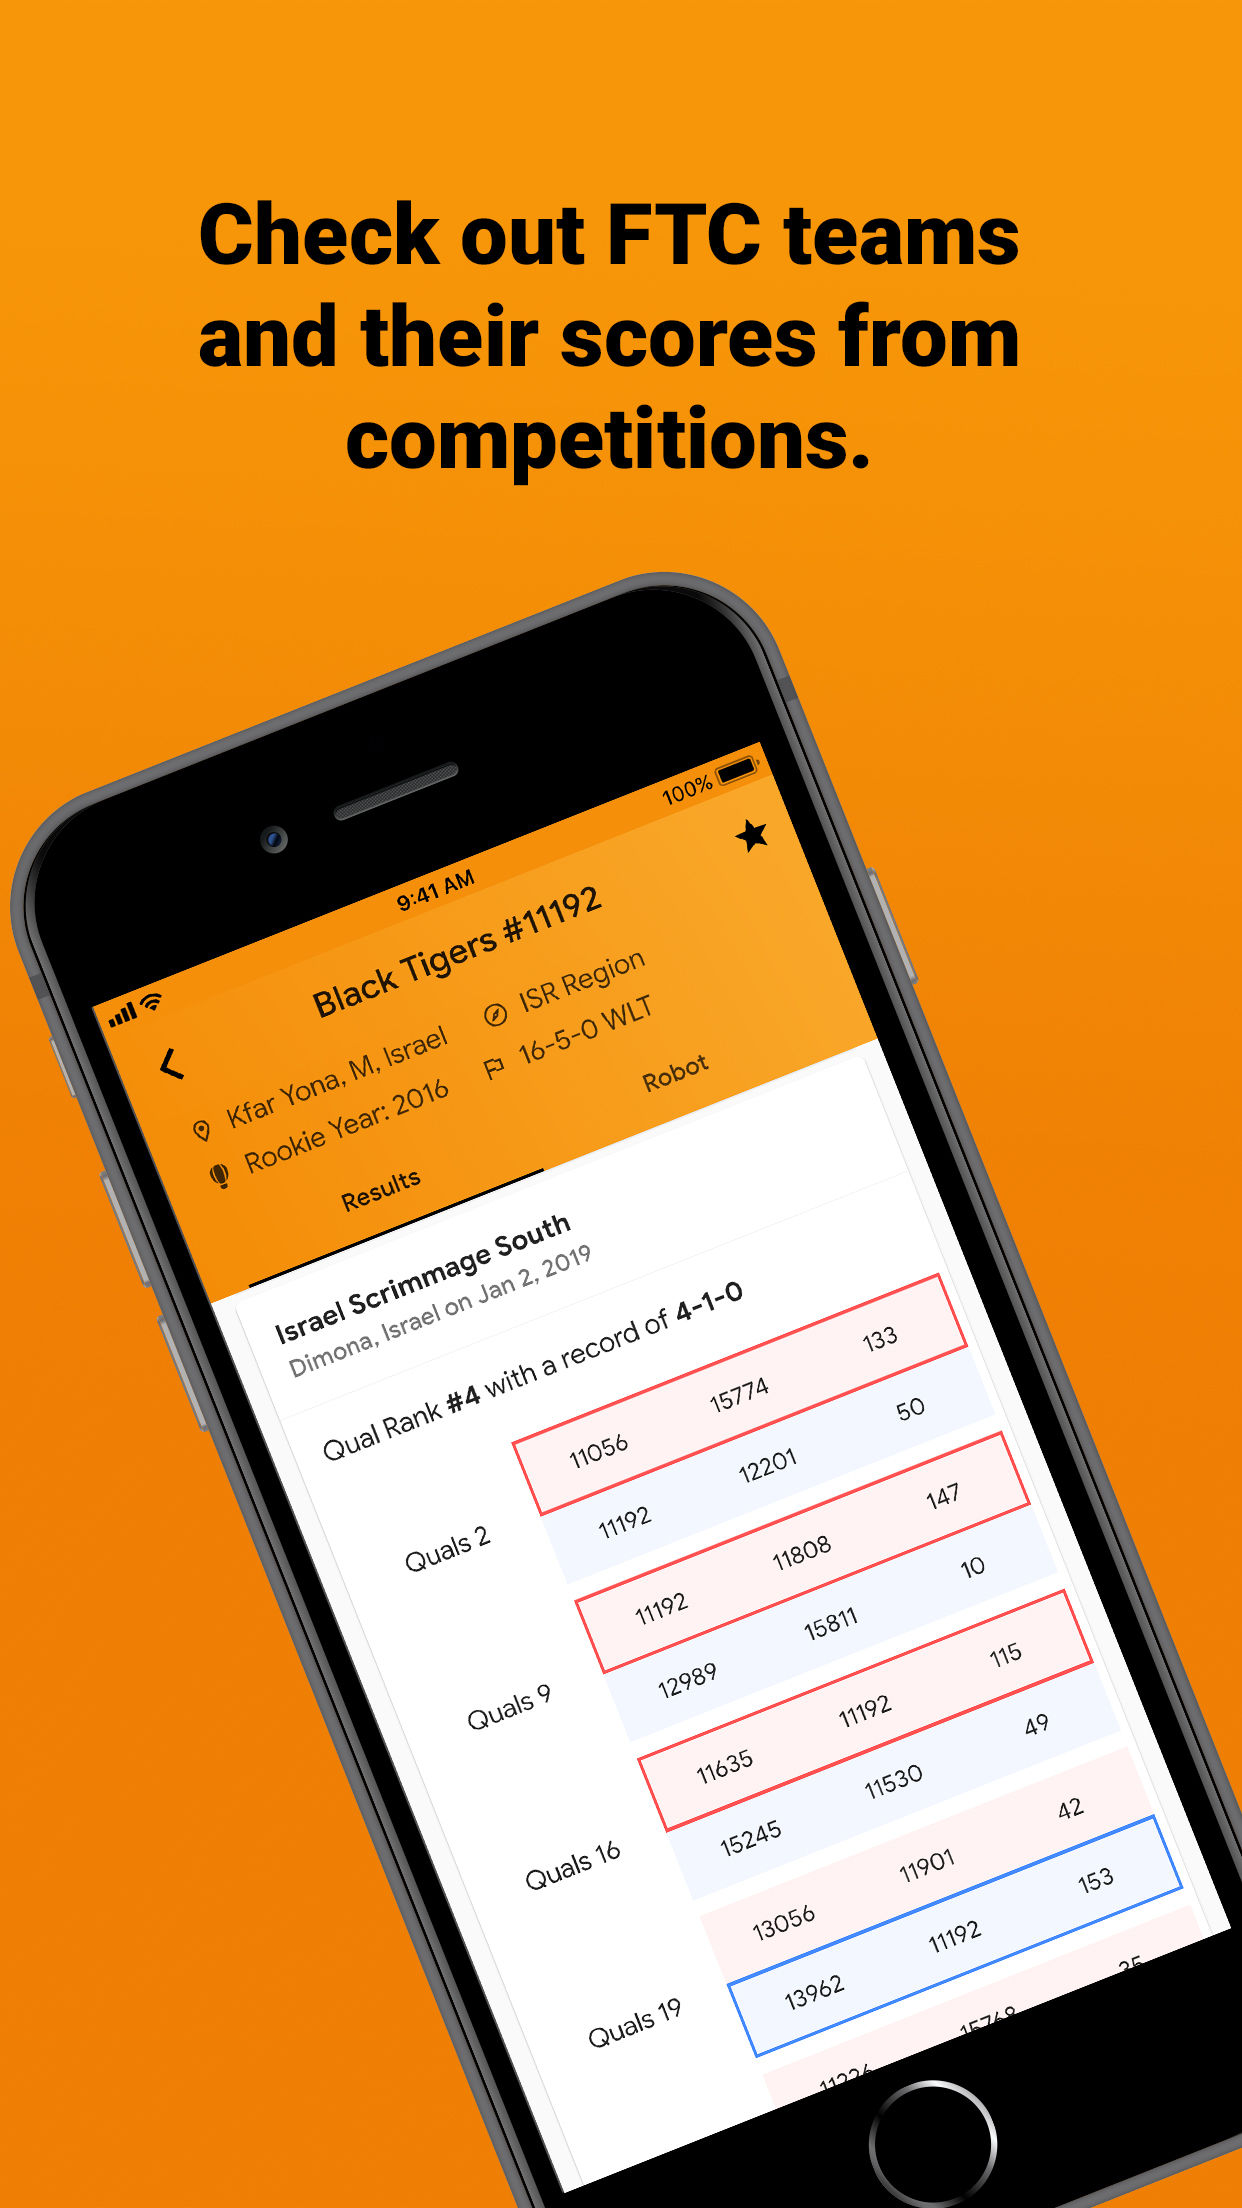 Check out FTC teams
and their scores from
competitions.
9:41 AM
100%
Black Tigers #11192
Kfar Yona, M, Israel
ISR Region
Rookie Year: 2016
16-5-0 WLT
Results
Robot
Israel Scrimmage South
Dimona, Israel on Jan 2, 2019
Qual Rank #4 with a record of 4-1-0
Quals 2
11056 15774 133
11192 12201 50
Quals 9
11192 11808 147
12989 15811 10
Quals 16
11635 11192 115
15245 11530 49
Quals 19
13056 11901 42
13962 11192 153
15768 35